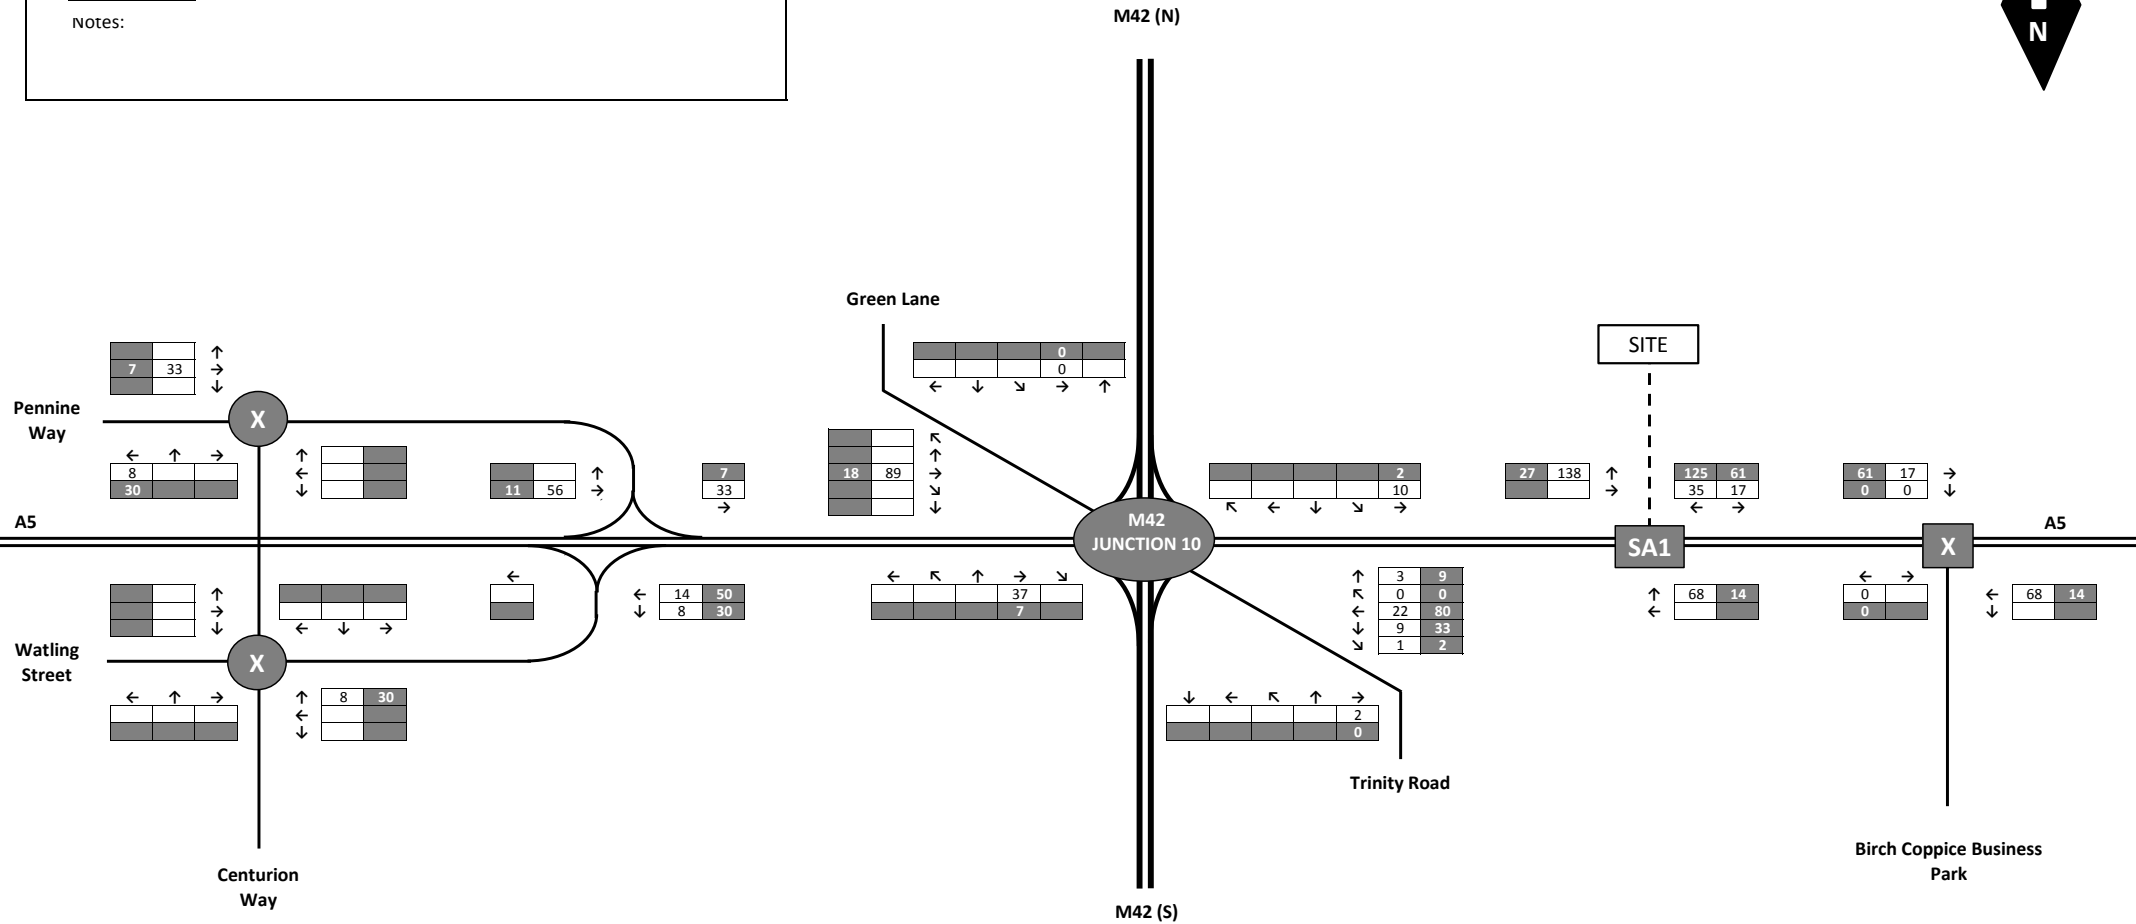 Notes:
M42 (N)
N
Green Lane
SITE
0
0
← ↓ ↘ → ↑
↑
7 33 →
↓
Pennine
Way
X
← ↑ →
8
30
↑
←
↓
↑
11 56 →
7
33
→
↖
↑
18 89 →
↘
↓
2
10
↖ ← ↓ ↘ →
27 138 ↑
→
125 61
35 17
← →
61 17 →
0 0 ↓
A5
M42
JUNCTION 10
SA1
X
A5
↑
→
↓
← ↓ →
←
← 14 50
↓ 8 30
← ↖ ↑ → ↘
37
7
↑ 3 9
↖ 0 0
← 22 80
↓ 9 33
↘ 1 2
↑ 68 14
←
← →
0
0
← 68 14
↓
Watling
Street
X
← ↑ →
↑ 8 30
←
↓
↓ ← ↖ ↑ →
2
0
Trinity Road
Centurion
Way
Birch Coppice Business
Park
M42 (S)